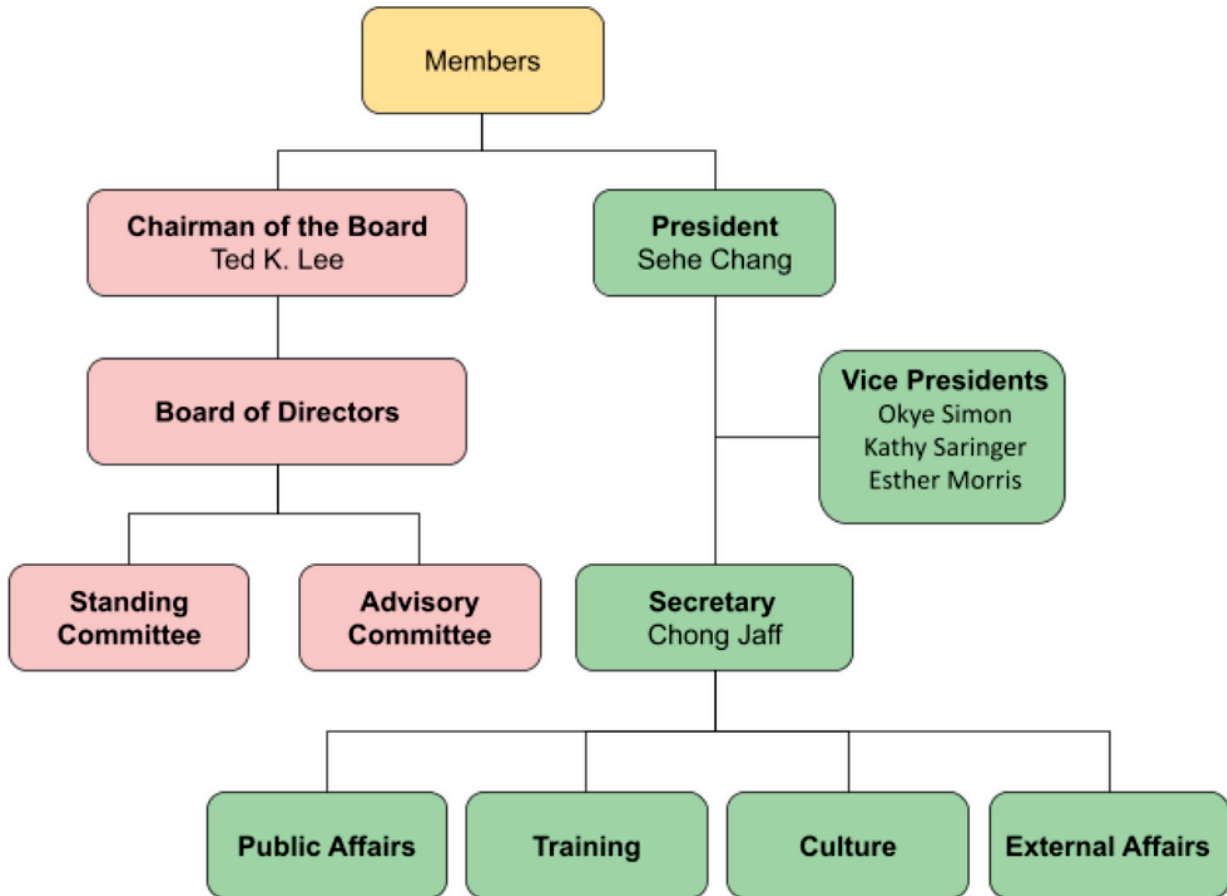 Members
Chairman of the Board
Ted K. Lee
President
Sehe Chang
Board of Directors
Vice Presidents
Okye Simon
Kathy Saringer
Esther Morris
Standing
Committee
Advisory
Committee
Secretary
Chong Jaff
Public Affairs
Training
Culture
External Affairs